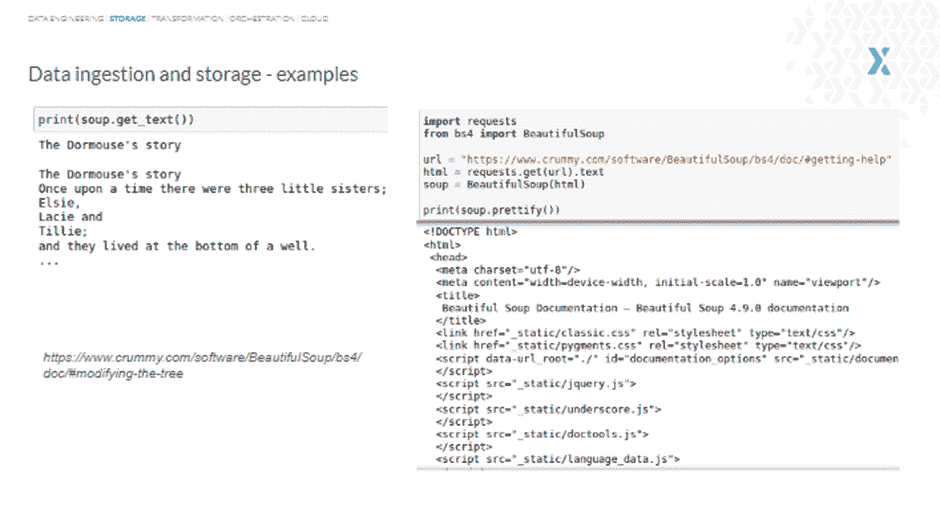 DATA ENGINEERING | STORAGE | TRANSFORMATION | ORCHESTRATION | CLOUD
Data ingestion and storage - examples
print(soup.get_text())
The Dormouse's story
The Dormouse's story
Once upon a time there were three little sisters;
Elsie,
Lacie and
Tillie;
and they lived at the bottom of a well.
...
https://www.crummy.com/software/BeautifulSoup/bs4/
doc/#modifying-the-tree
import requests
from bs4 import BeautifulSoup
url = "https://www.crummy.com/software/BeautifulSoup/bs4/doc/#getting-help"
html = requests.get(url).text
soup = BeautifulSoup(html)
print(soup.prettify())
<!DOCTYPE html>
<html>
<head>
<meta charset="utf-8"/>
<meta content="width=device-width, initial-scale=1.0" name="viewport"/>
<title>
Beautiful Soup Documentation — Beautiful Soup 4.9.0 documentation
</title>
<link href="_static/classic.css" rel="stylesheet" type="text/css"/>
<link href="_static/pygments.css" rel="stylesheet" type="text/css"/>
<script data-url_root="./" id="documentation_options" src="_static/documen
</script>
<script src="_static/jquery.js">
</script>
<script src="_static/underscore.js">
</script>
<script src="_static/doctools.js">
</script>
<script src="_static/language_data.js">